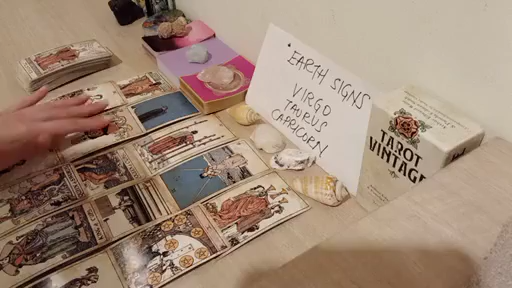 EARTH SIGNS
VIRGO
TAURUS
CAPRICORN
TAROT
VINTAGE